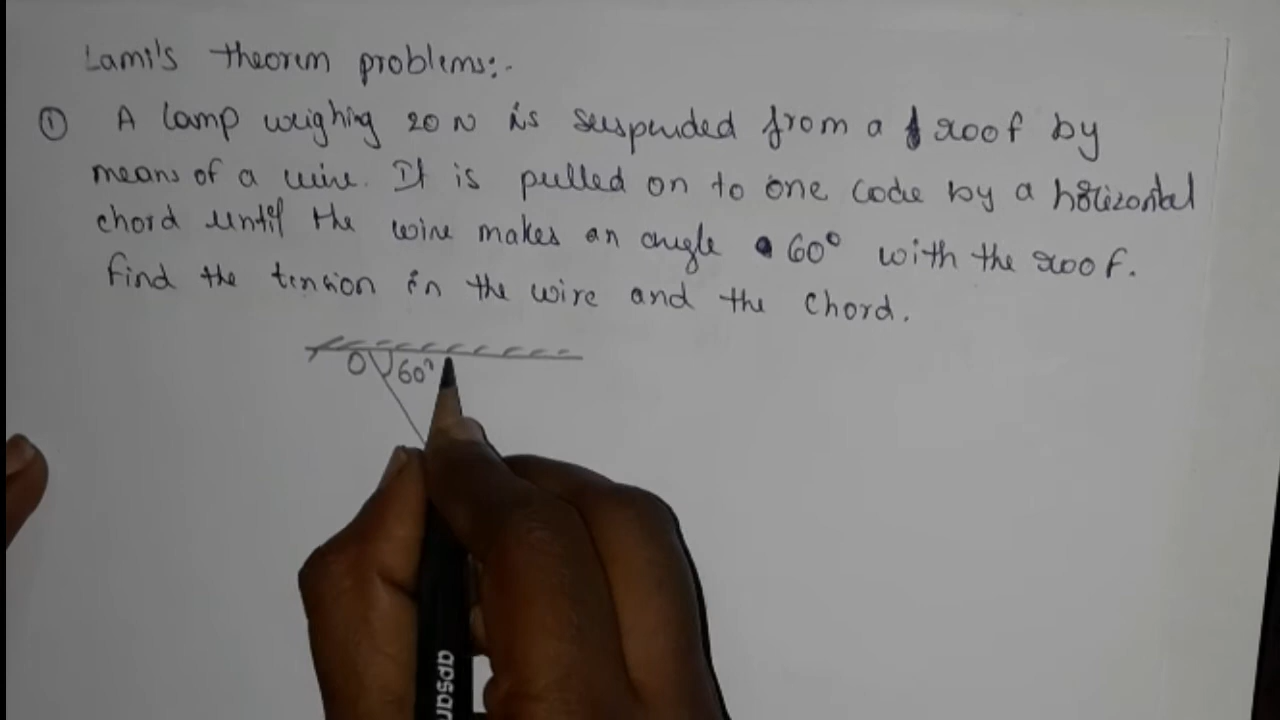 Lami's theorem problems:-
① A lamp weighing 20 N is suspended from a roof by
means of a wire. It is pulled on to one code by a horizontal
chord until the wire makes an angle 60° with the roof.
Find the tension in the wire and the chord.
O 60°
apsar